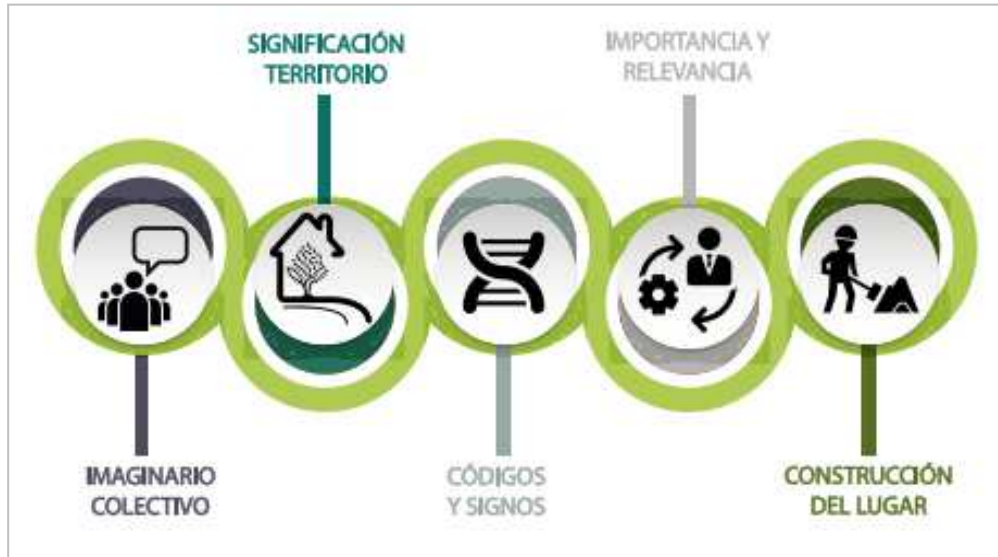 SIGNIFICACIÓN
TERRITORIO
IMPORTANCIA Y
RELEVANCIA
IMAGINARIO
COLECTIVO
CÓDIGOS
Y SIGNOS
CONSTRUCCIÓN
DEL LUGAR